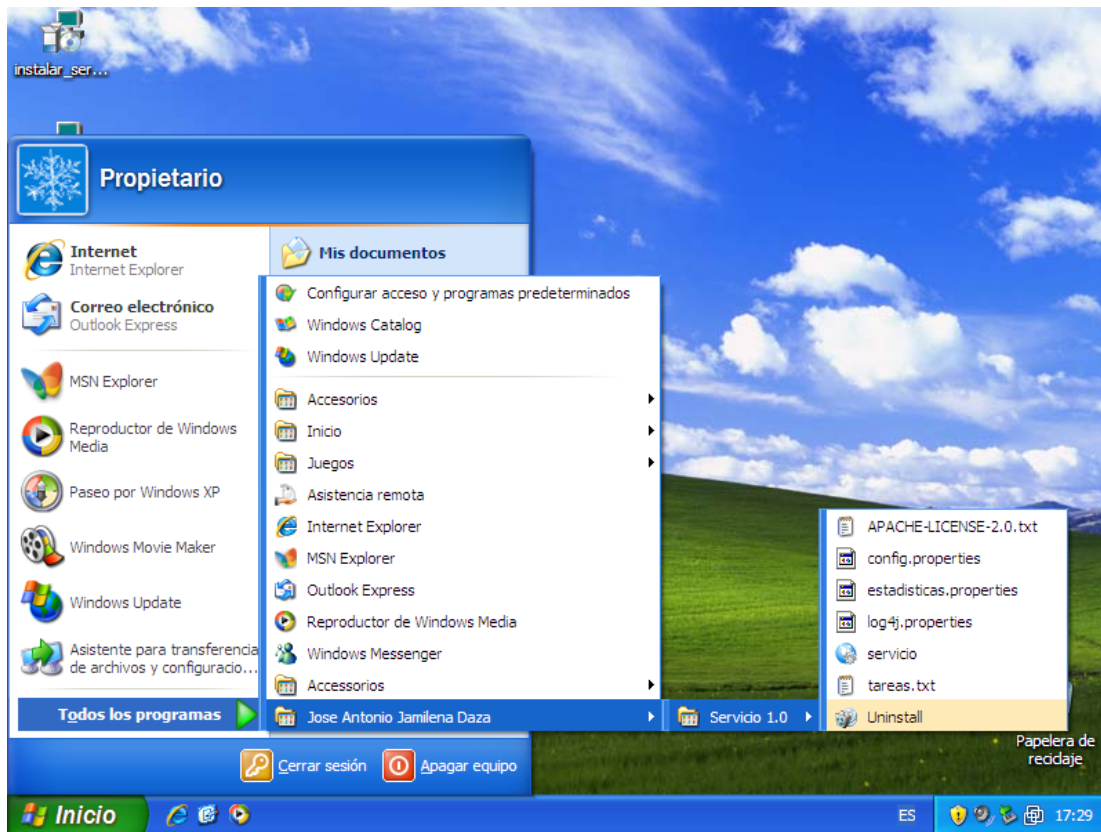 instalar_ser...
Propietario
Internet
Internet Explorer
Correo electrónico
Outlook Express
MSN Explorer
Reproductor de Windows
Media
Paseo por Windows XP
Windows Movie Maker
Windows Update
Asistente para transferencia
de archivos y configuracio...
Todos los programas
Mis documentos
Configurar acceso y programas predeterminados
Windows Catalog
Windows Update
Accesorios
Inicio
Juegos
Asistencia remota
Internet Explorer
MSN Explorer
Outlook Express
Reproductor de Windows Media
Windows Messenger
Accessorios
Jose Antonio Jamilena Daza
Servicio 1.0
APACHE-LICENSE-2.0.txt
config.properties
estadisticas.properties
log4j.properties
servicio
tareas.txt
Uninstall
Papelera de
reciclaje
Cerrar sesión
Apagar equipo
Inicio
ES
17:29